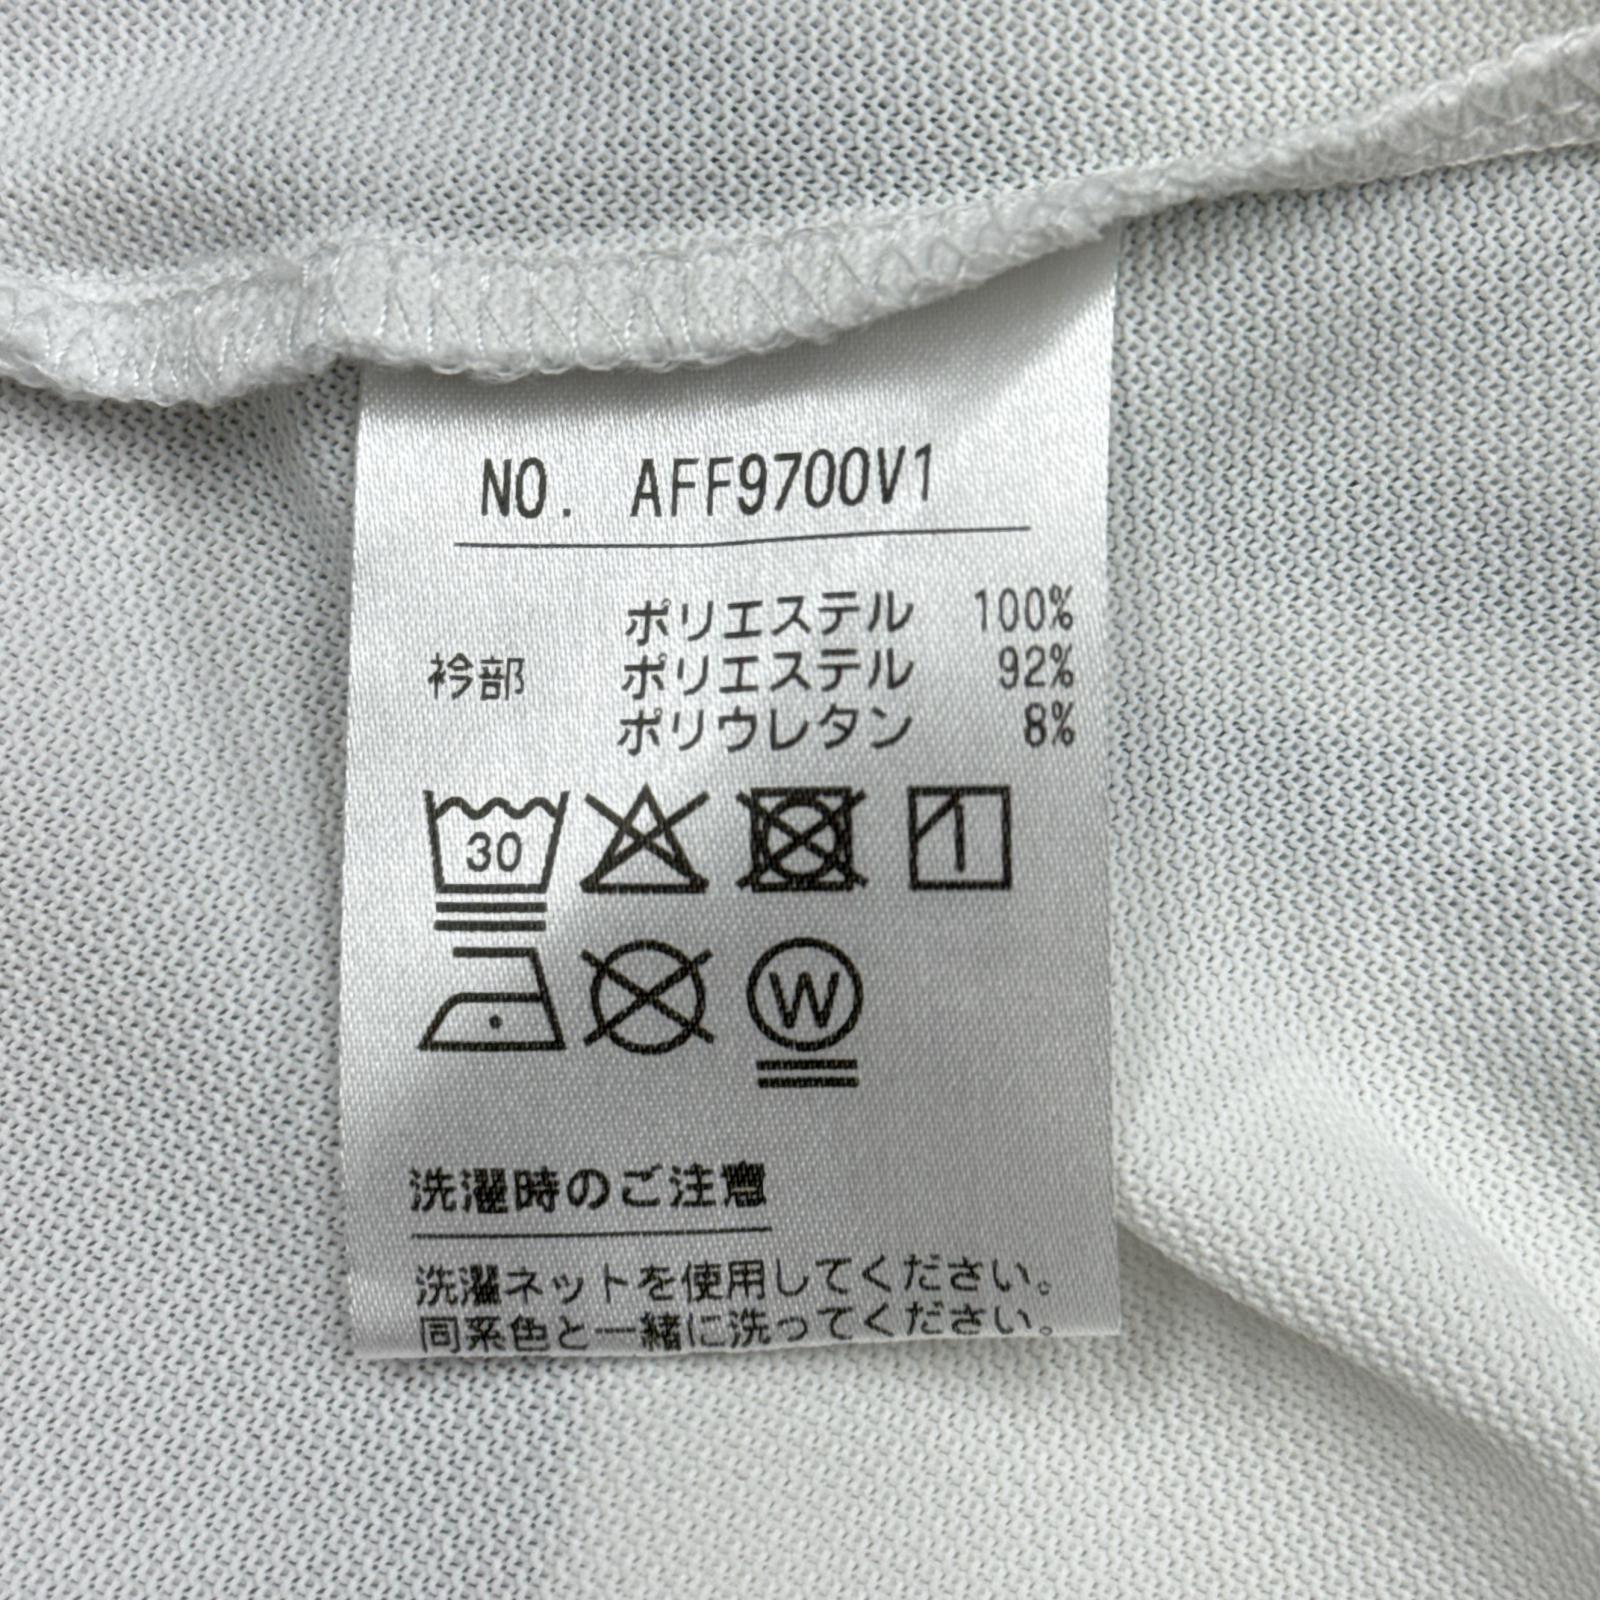 NO. AFF9700V1
ポリエステル 100%
衿部 ポリエステル 92%
ポリウレタン 8%
30
W
洗濯時のご注意
洗濯ネットを使用してください。
同系色と一緒に洗ってください。